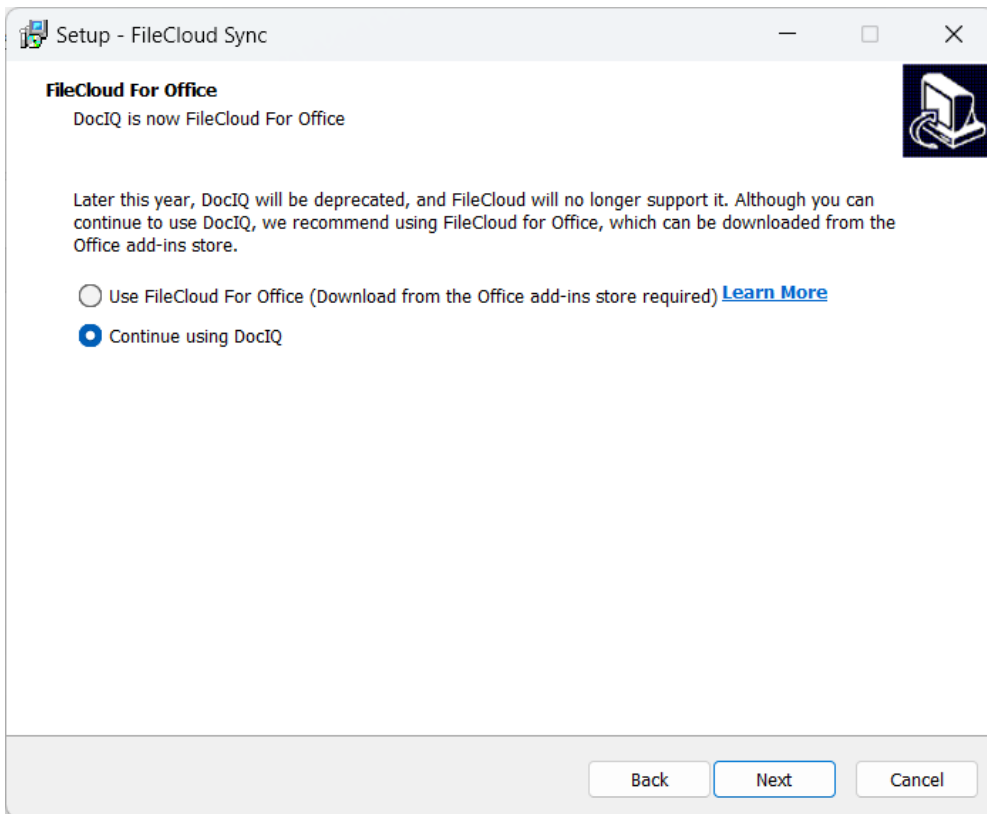 Setup - FileCloud Sync
FileCloud For Office
DocIQ is now FileCloud For Office
Later this year, DocIQ will be deprecated, and FileCloud will no longer support it. Although you can
continue to use DocIQ, we recommend using FileCloud for Office, which can be downloaded from the
Office add-ins store.
Use FileCloud For Office (Download from the Office add-ins store required) Learn More
Continue using DocIQ
Back Next Cancel